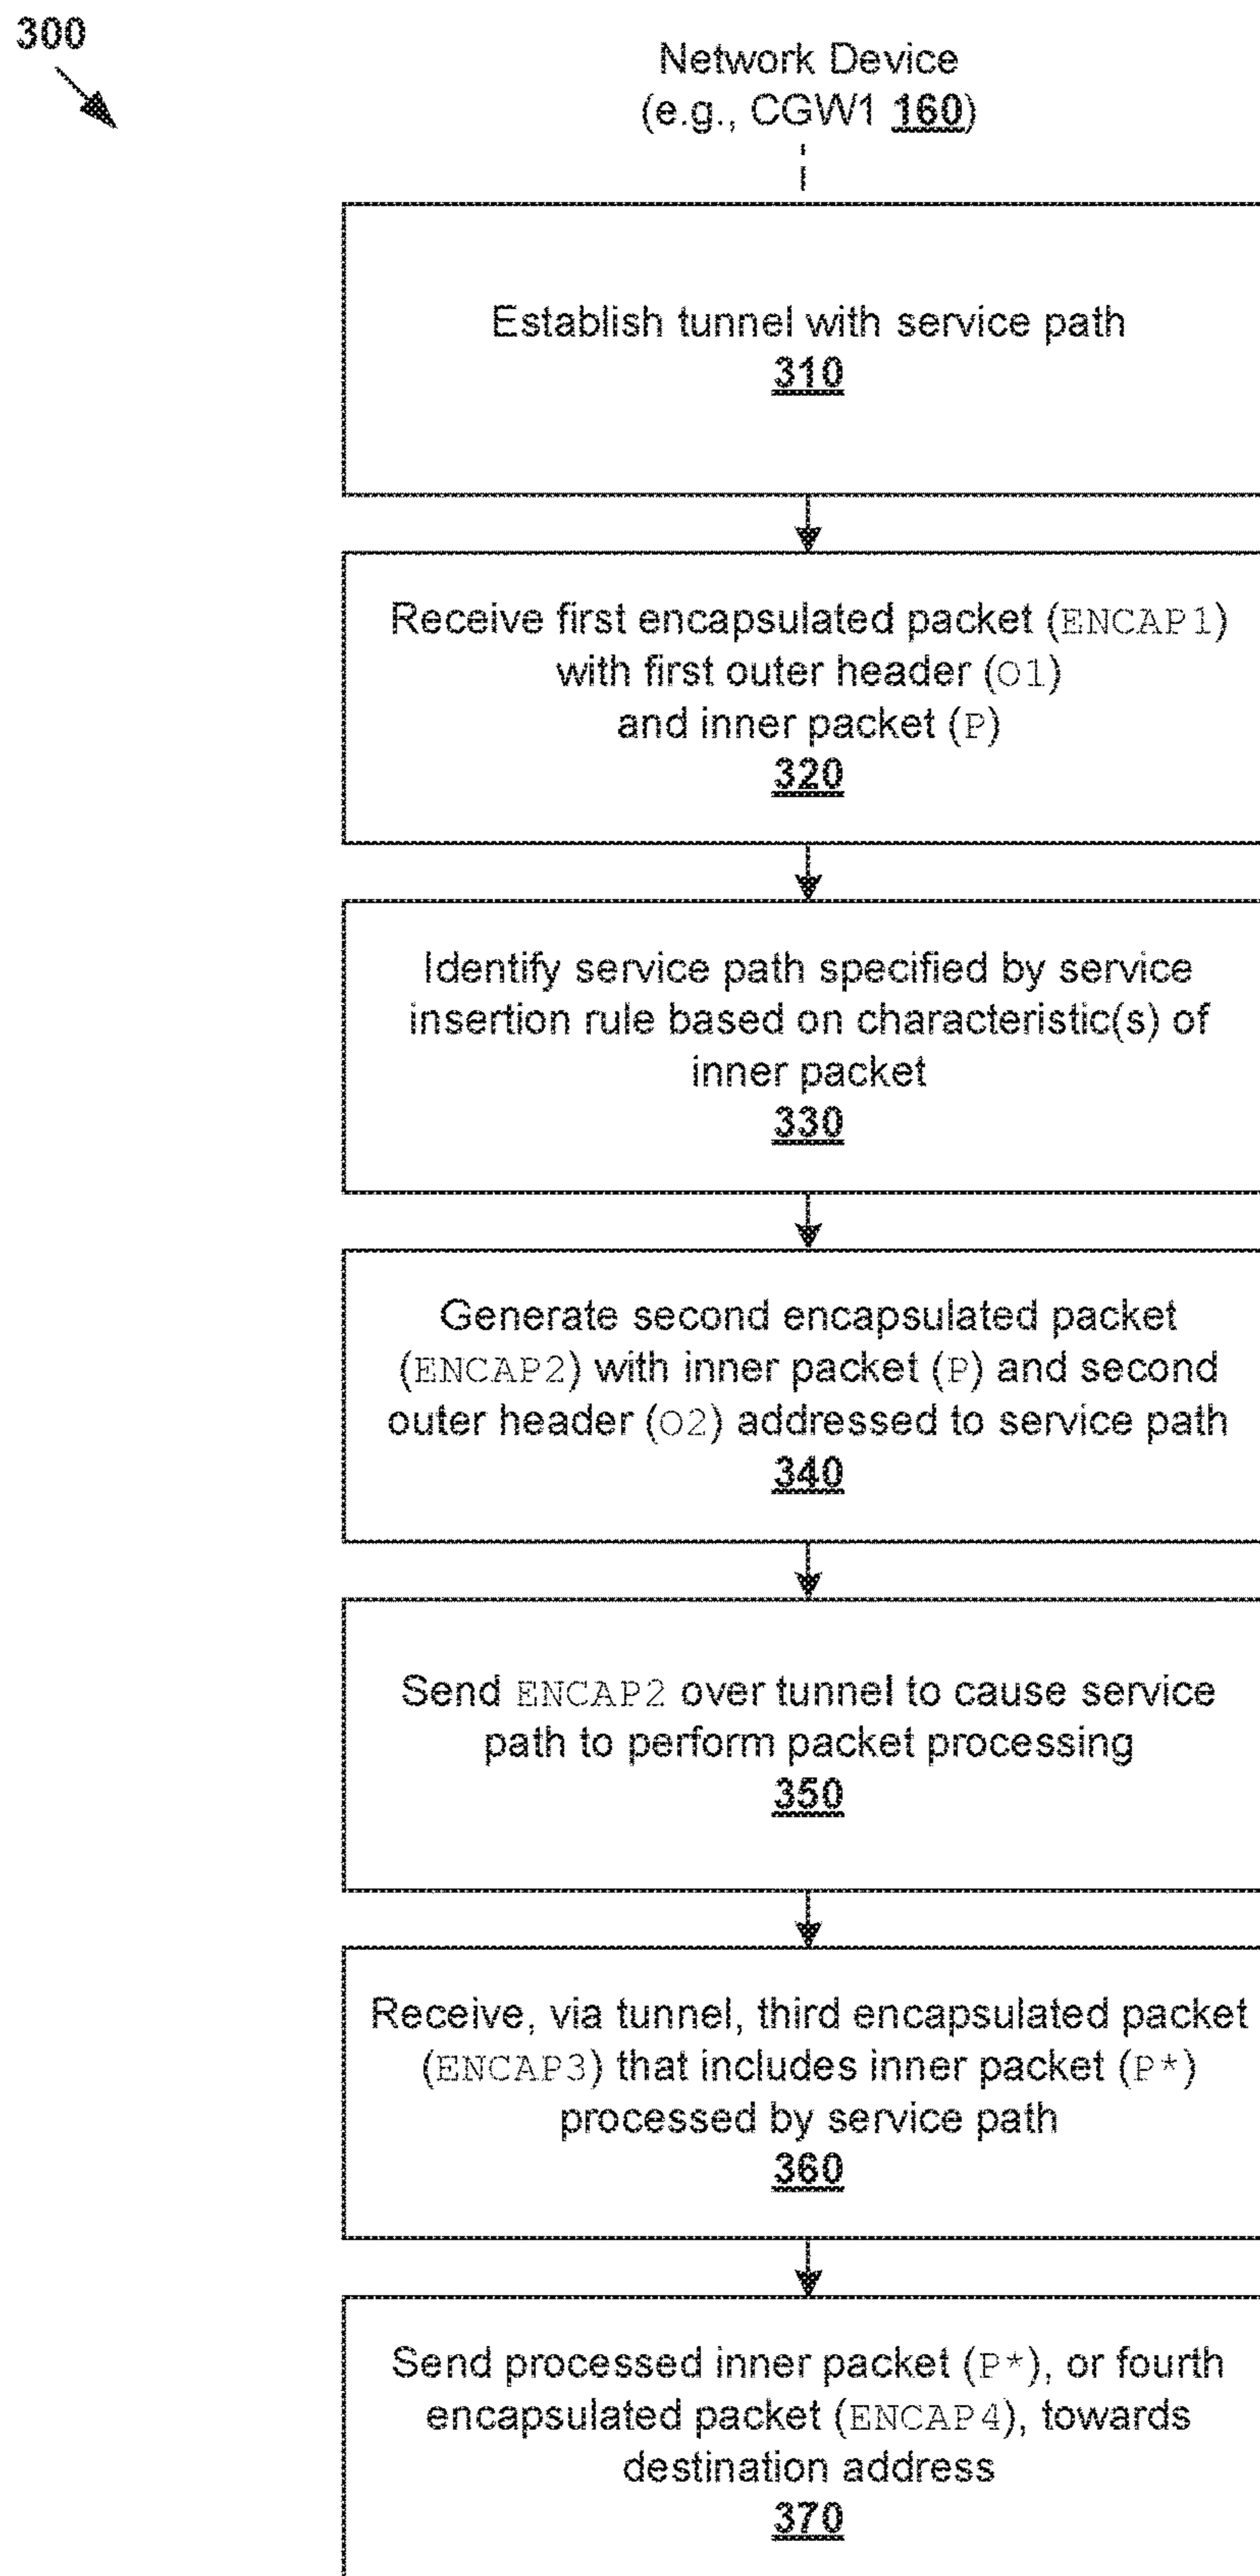 300
Network Device
(e.g., CGW1 160)
Establish tunnel with service path
310
Receive first encapsulated packet (ENCAP1)
with first outer header (O1)
and inner packet (P)
320
Identify service path specified by service
insertion rule based on characteristic(s) of
inner packet
330
Generate second encapsulated packet
(ENCAP2) with inner packet (P) and second
outer header (O2) addressed to service path
340
Send ENCAP2 over tunnel to cause service
path to perform packet processing
350
Receive, via tunnel, third encapsulated packet
(ENCAP3) that includes inner packet (P*)
processed by service path
360
Send processed inner packet (P*), or fourth
encapsulated packet (ENCAP4), towards
destination address
370